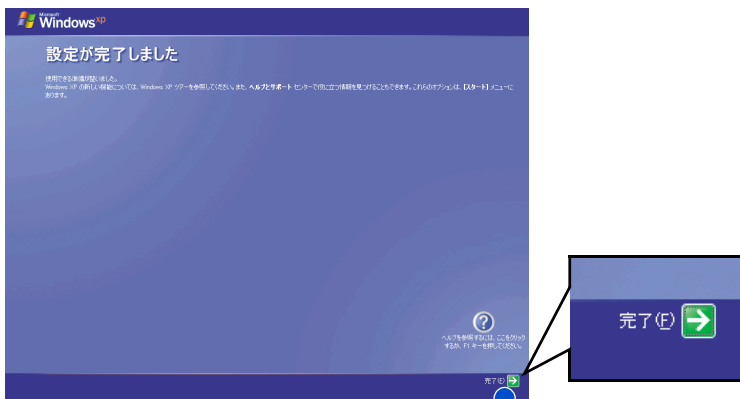 Microsoft
Windows xp
設定が完了しました
使用できる準備が整いました。
Windows XP の新しい機能については、Windows XP ツアーを参照してください。また、ヘルプとサポート センターで役に立つ情報を見つけることもできます。これらのオプションは、[スタート] メニューに
あります。
ヘルプを参照するには、ここをクリック
するか、F1 キーを押してください。
完了(F)
完了(F)